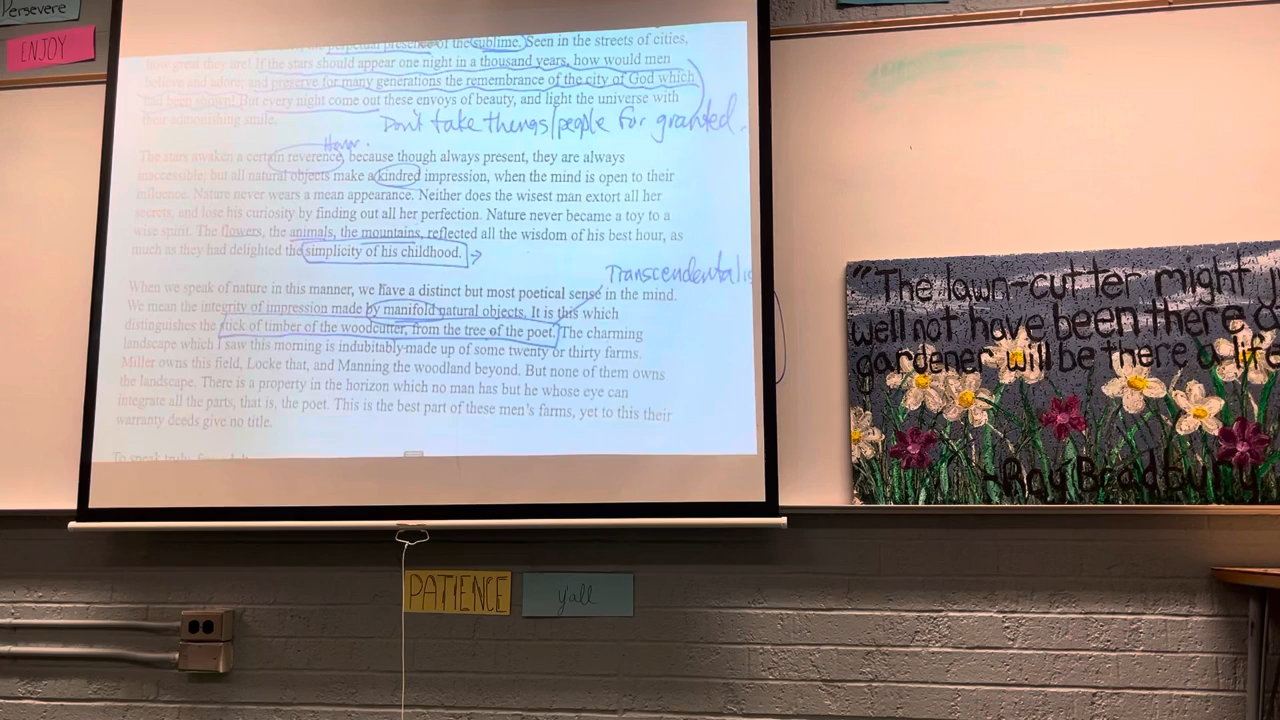 Persevere
ENJOY
perpetual presence of the sublime. Seen in the streets of cities,
how great they are! If the stars should appear one night in a thousand years, how would men
believe and adore; and preserve for many generations the remembrance of the city of God which
had been shown! But every night come out these envoys of beauty, and light the universe with
their admonishing smile.
Don't take things/people for granted.
Honor.
The stars awaken a certain reverence, because though always present, they are always
inaccessible; but all natural objects make a kindred impression, when the mind is open to their
influence. Nature never wears a mean appearance. Neither does the wisest man extort all her
secrets, and lose his curiosity by finding out all her perfection. Nature never became a toy to a
wise spirit. The flowers, the animals, the mountains, reflected all the wisdom of his best hour, as
much as they had delighted the simplicity of his childhood.
Transcendentalis
When we speak of nature in this manner, we have a distinct but most poetical sense in the mind.
We mean the integrity of impression made by manifold natural objects. It is this which
distinguishes the stick of timber of the woodcutter, from the tree of the poet. The charming
landscape which I saw this morning is indubitably made up of some twenty or thirty farms.
Miller owns this field, Locke that, and Manning the woodland beyond. But none of them owns
the landscape. There is a property in the horizon which no man has but he whose eye can
integrate all the parts, that is, the poet. This is the best part of these men's farms, yet to this their
warranty deeds give no title.
To speak truly, few adult
"The lawn-cutter might
well not have been there
gardener will be there a life
~Ray Bradbury
PATIENCE
y'all